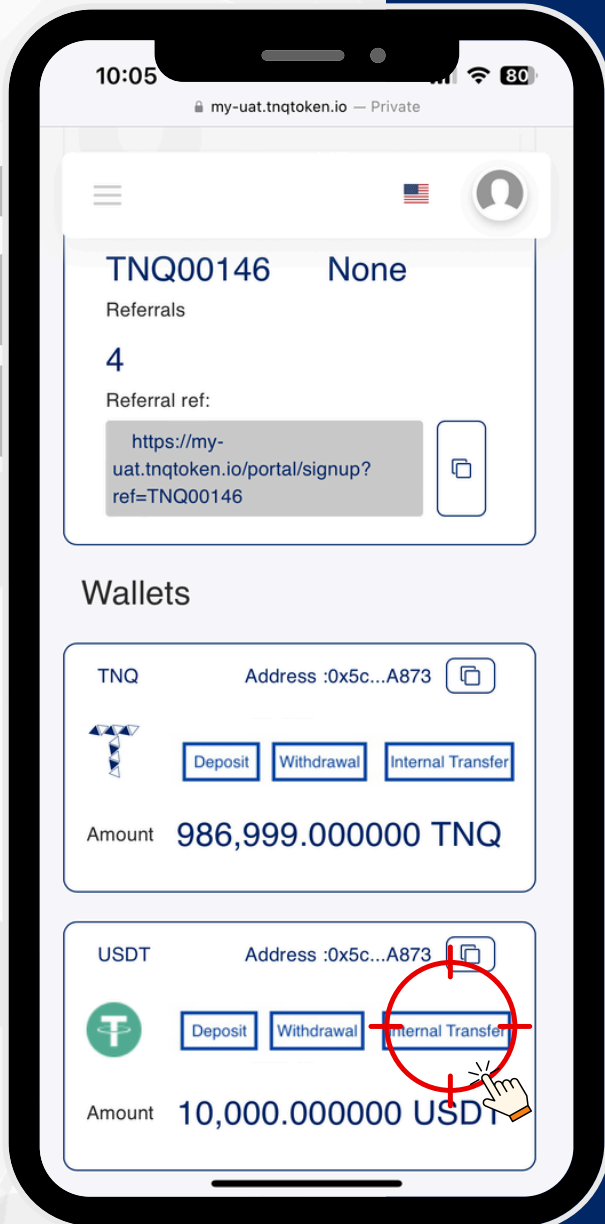 10:05
80
my-uat.tnqtoken.io — Private
TNQ00146 None
Referrals
4
Referral ref:
https://my-
uat.tnqtoken.io/portal/signup?
ref=TNQ00146
Wallets
TNQ Address :0x5c...A873
Deposit Withdrawal Internal Transfer
Amount 986,999.000000 TNQ
USDT Address :0x5c...A873
Deposit Withdrawal Internal Transfer
Amount 10,000.000000 USDT